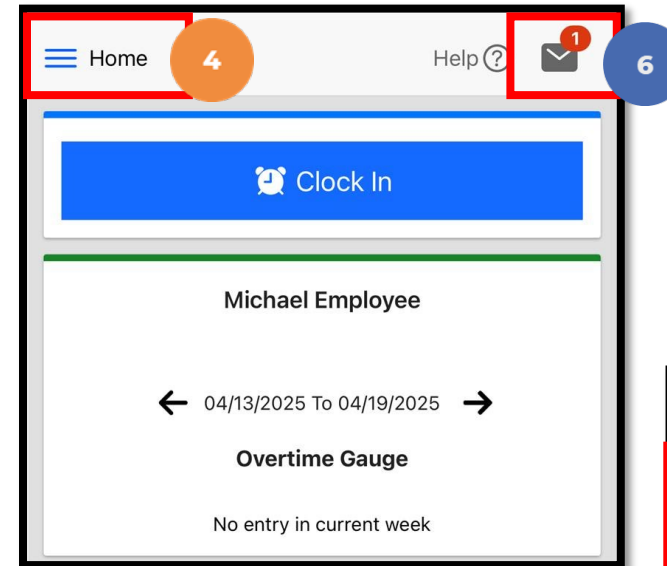 Home 4 Help ? 1 6
Clock In
Michael Employee
04/13/2025 To 04/19/2025
Overtime Gauge
No entry in current week